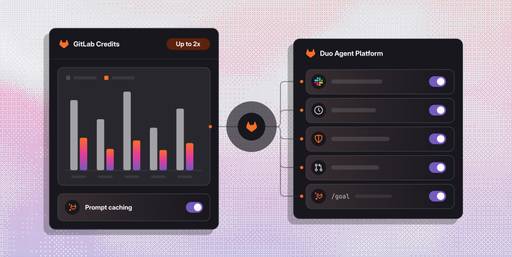 GitLab Credits
Up to 2x
Prompt caching
Duo Agent Platform
/goal